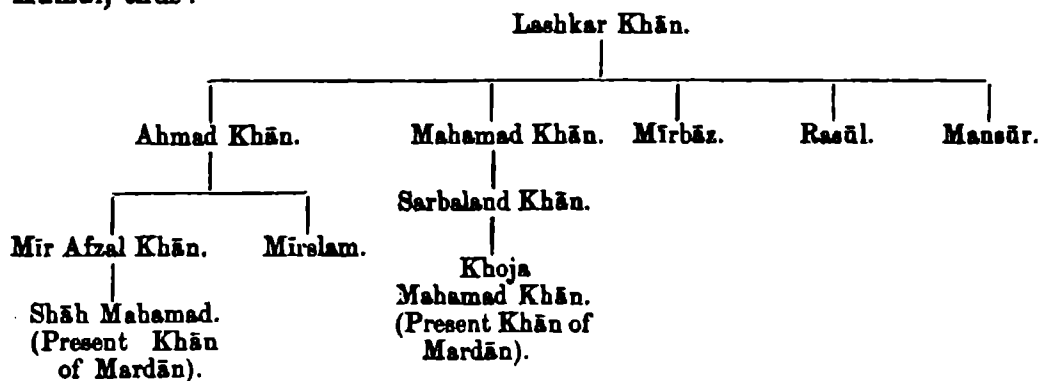 Lashkar Khān.
Ahmad Khān. Mahamad Khān. Mīrbāz. Rasūl. Mansūr.
Sarbaland Khān.
Mīr Afzal Khān. Mīrslam.
Khoja
Mahamad Khān.
(Present Khān of
Mardān).
Shāh Mahamad.
(Present Khān
of Mardān).